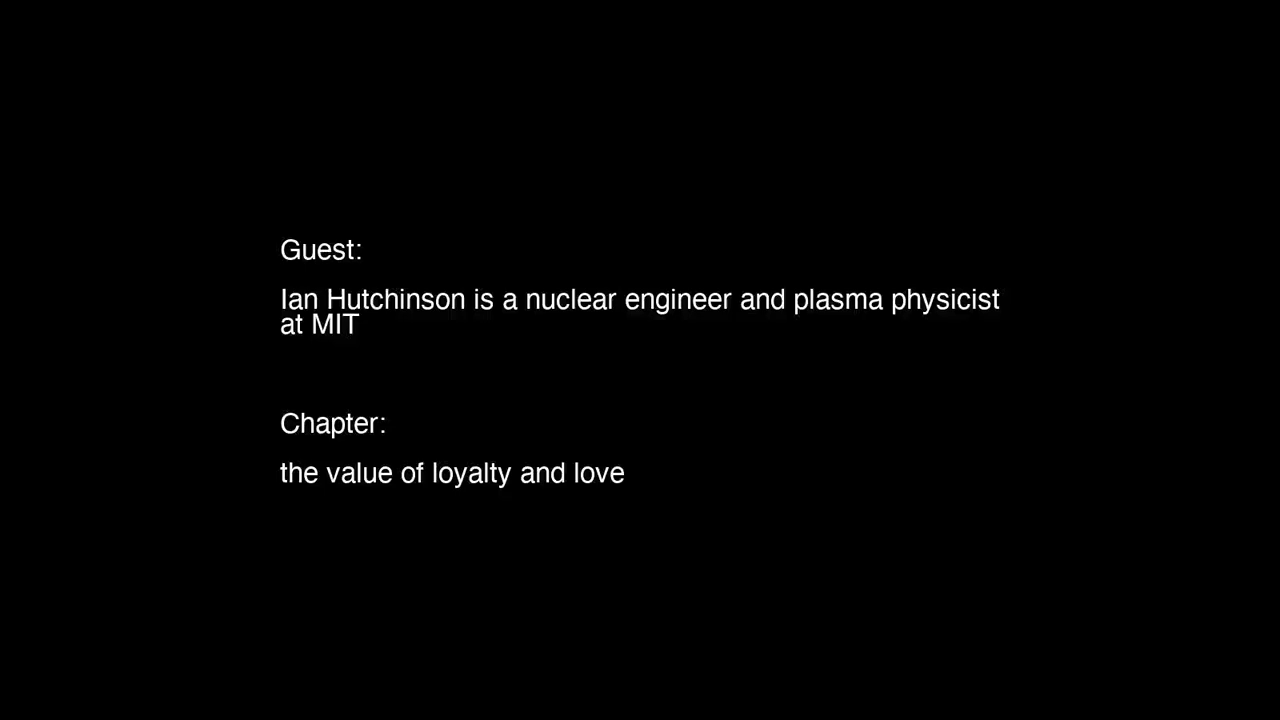 Guest:
Ian Hutchinson is a nuclear engineer and plasma physicist
at MIT
Chapter:
the value of loyalty and love